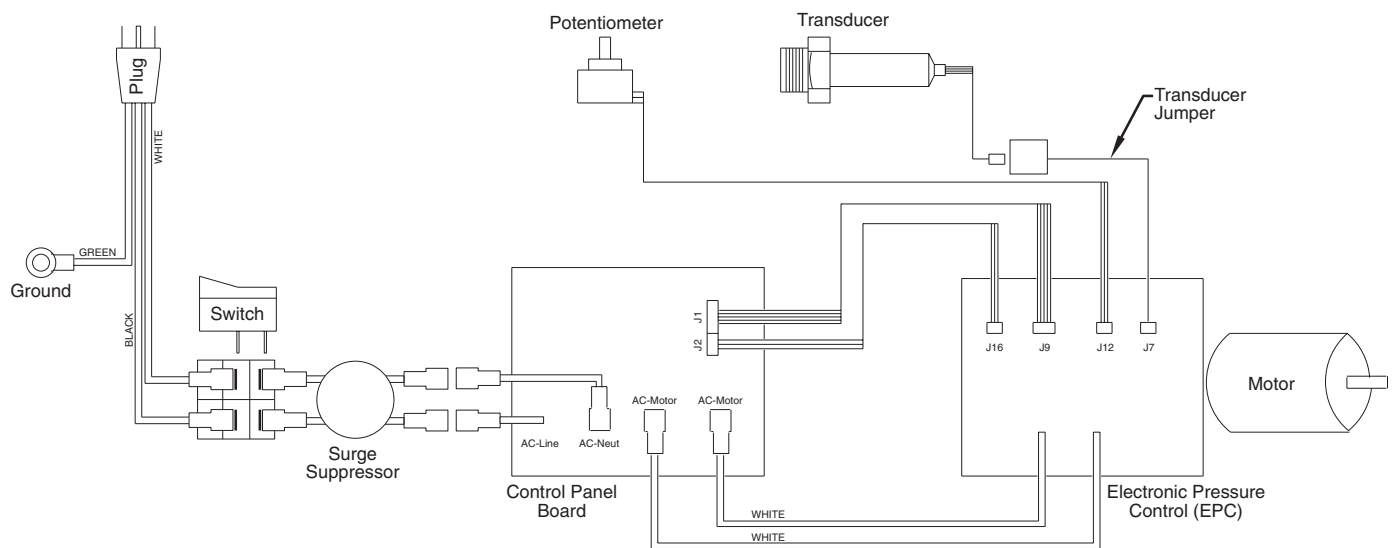 Potentiometer
Transducer
Plug
WHITE
Transducer
Jumper
GREEN
Ground
Switch
BLACK
J1
J2
J16
J9
J12
J7
Motor
AC-Motor
AC-Motor
AC-Line
AC-Neut
Surge
Suppressor
Control Panel
Board
Electronic Pressure
Control (EPC)
WHITE
WHITE